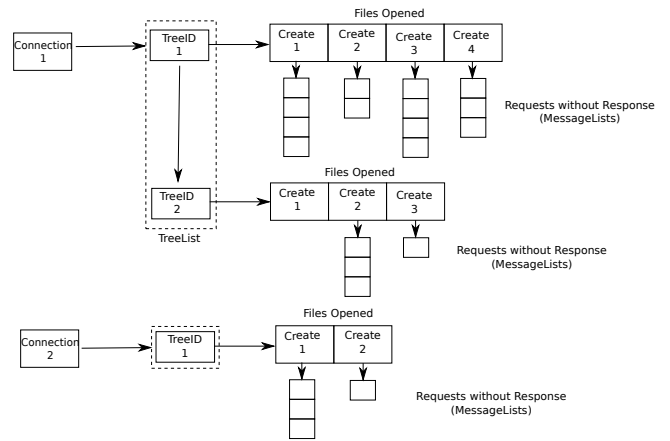 Files Opened
Connection
1
TreeID
1
Create
1
Create
2
Create
3
Create
4
Requests without Response
(MessageLists)
Files Opened
TreeID
2
Create
1
Create
2
Create
3
TreeList
Requests without Response
(MessageLists)
Files Opened
Connection
2
TreeID
1
Create
1
Create
2
Requests without Response
(MessageLists)